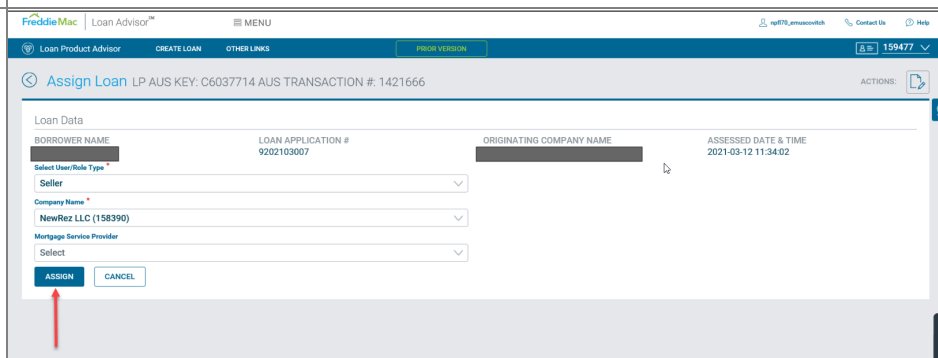 FreddieMac Loan Advisor℠ MENU npfl70_emuscovitch Contact Us Help
Loan Product Advisor CREATE LOAN OTHER LINKS PRIOR VERSION 159477
Assign Loan LP AUS KEY: C6037714 AUS TRANSACTION #: 1421666 ACTIONS:
Loan Data
BORROWER NAME LOAN APPLICATION # ORIGINATING COMPANY NAME ASSESSED DATE & TIME
9202103007 2021-03-12 11:34:02
Select User/Role Type *
Seller
Company Name *
NewRez LLC (158390)
Mortgage Service Provider
Select
ASSIGN CANCEL